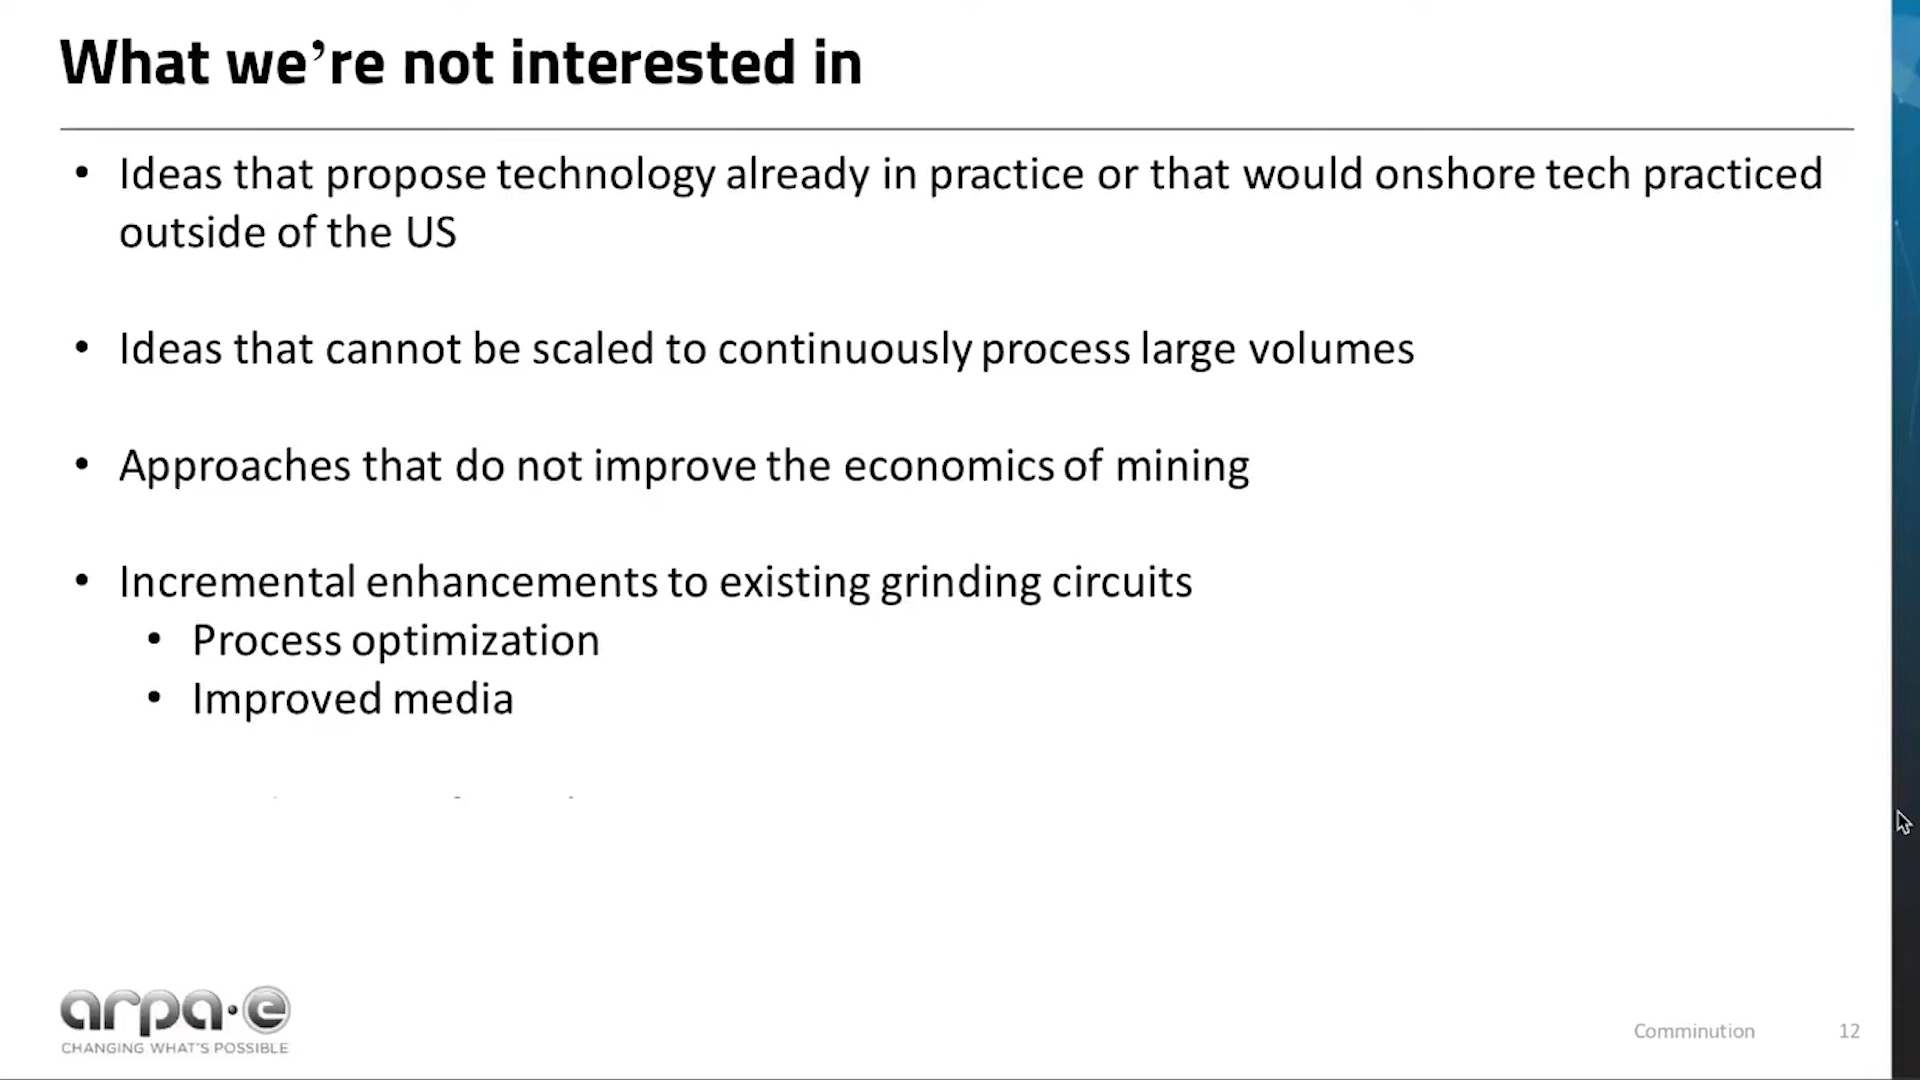 What we’re not interested in
• Ideas that propose technology already in practice or that would onshore tech practiced
outside of the US
• Ideas that cannot be scaled to continuously process large volumes
• Approaches that do not improve the economics of mining
• Incremental enhancements to existing grinding circuits
• Process optimization
• Improved media
arpa·e
CHANGING WHAT'S POSSIBLE
Comminution 12